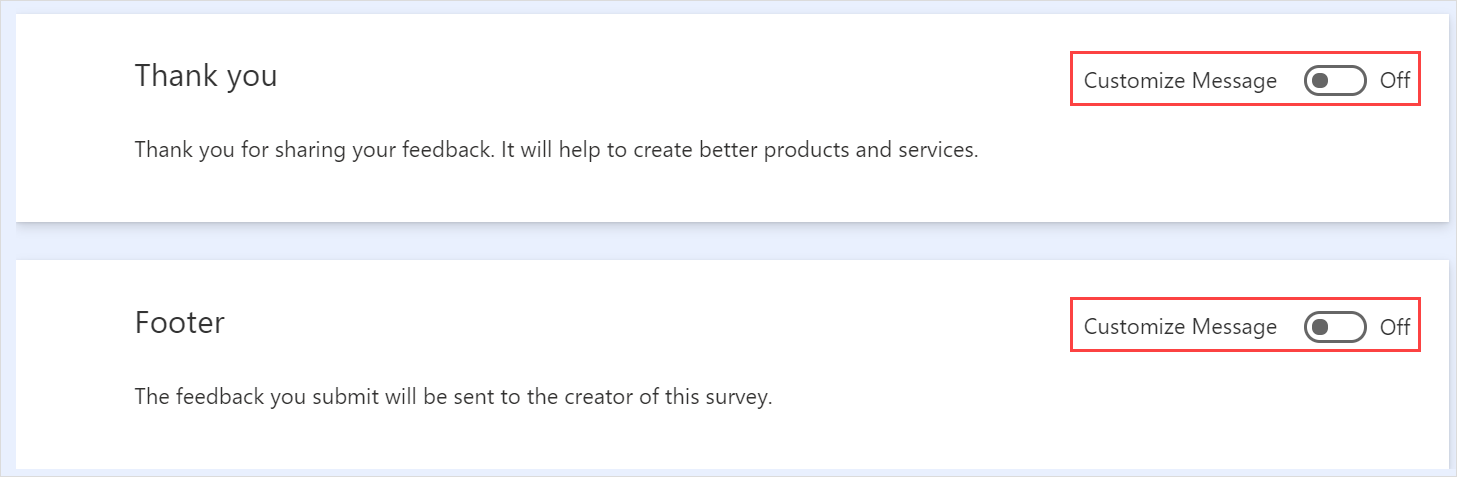 Thank you
Customize Message Off
Thank you for sharing your feedback. It will help to create better products and services.
Footer
Customize Message Off
The feedback you submit will be sent to the creator of this survey.